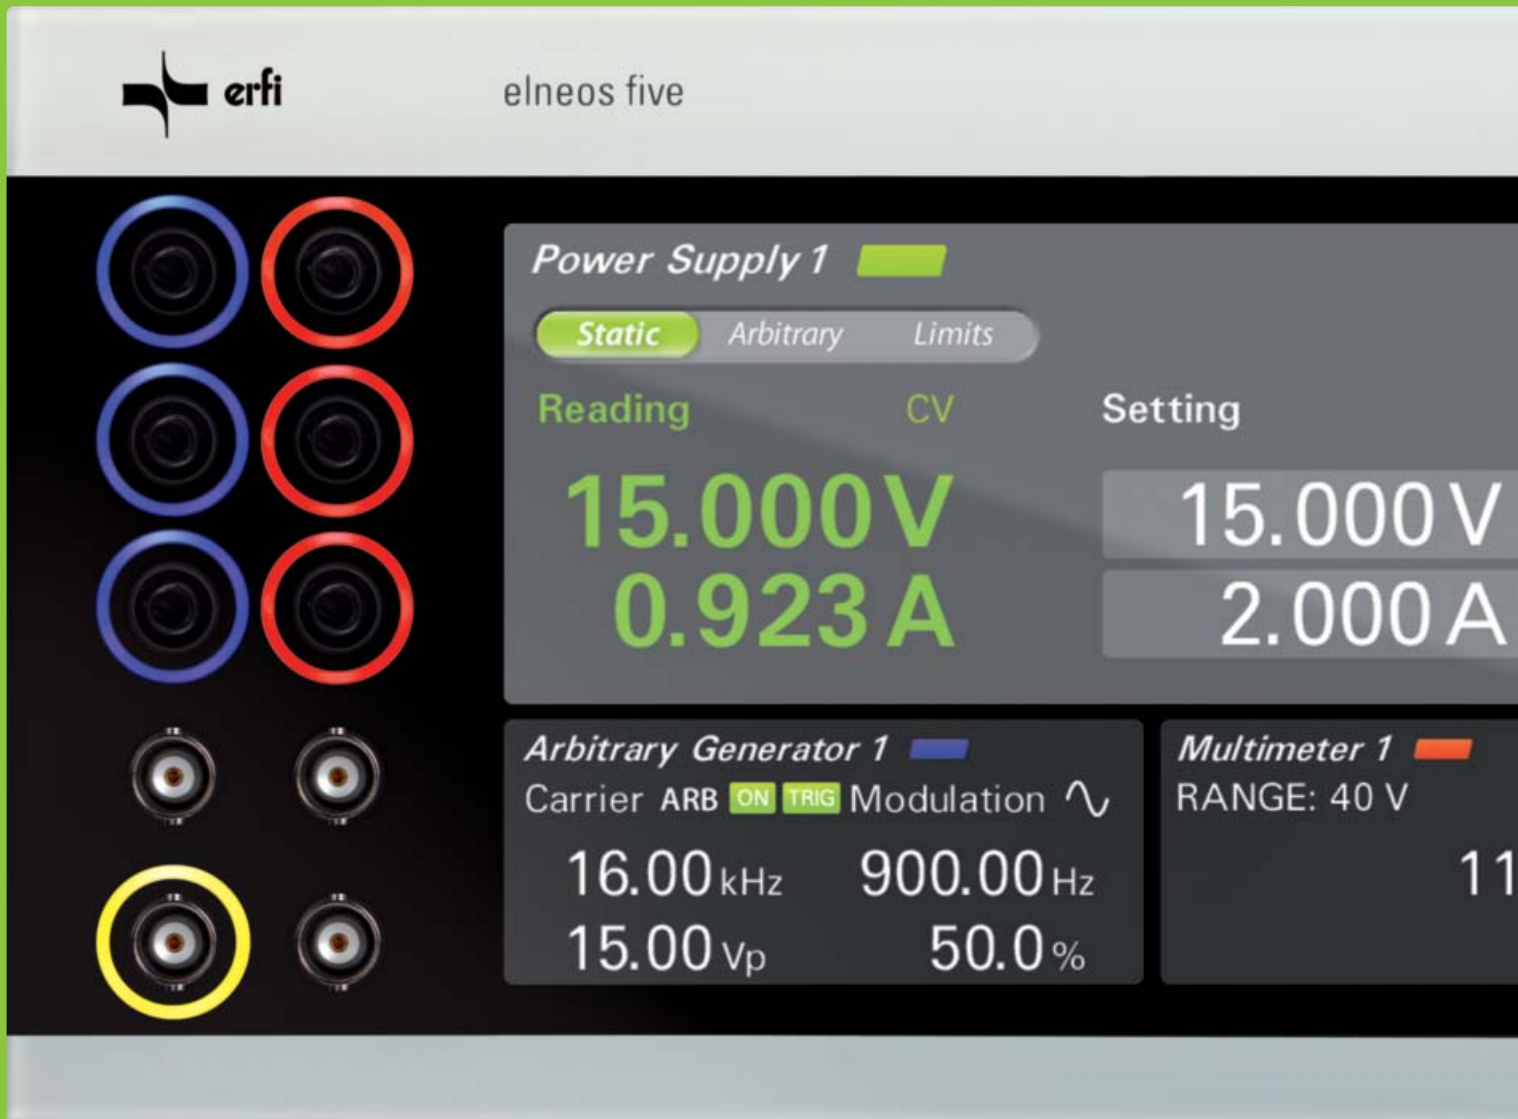 erfi
elneos five
Power Supply 1
Static Arbitrary Limits
Reading CV Setting
15.000 V 15.000 V
0.923 A 2.000 A
Arbitrary Generator 1
Carrier ARB ON TRIG Modulation
16.00 kHz 900.00 Hz
15.00 Vp 50.0 %
Multimeter 1
RANGE: 40 V
11